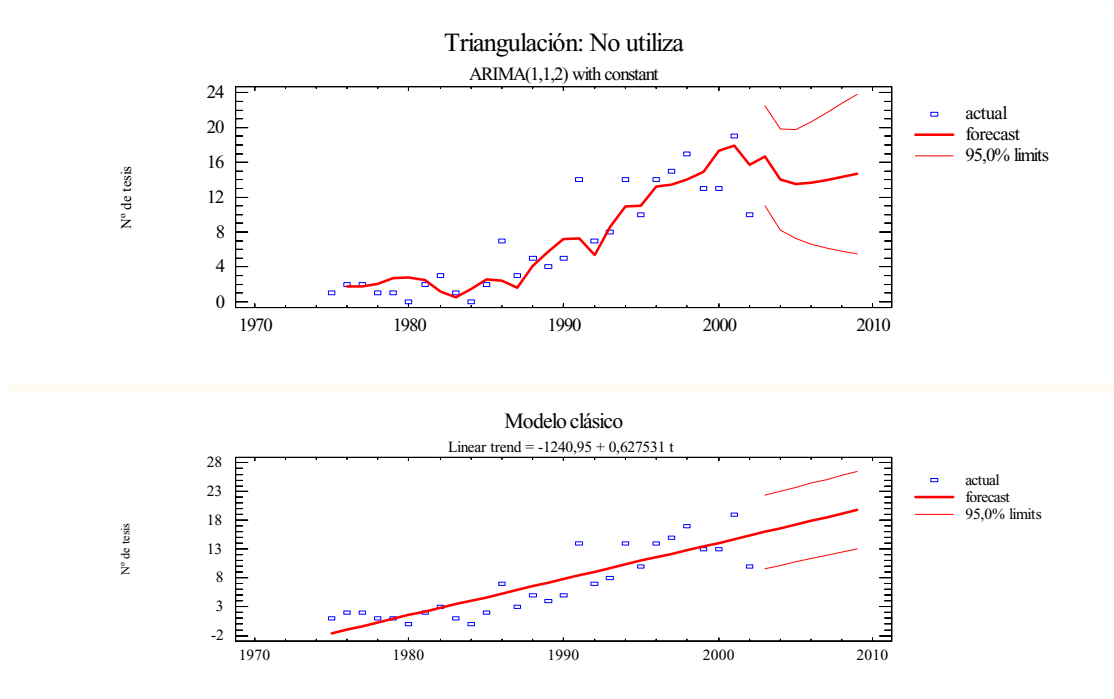 Triangulación: No utiliza
ARIMA(1,1,2) with constant
24
20
16
12
8
4
0
Nº de tesis
1970 1980 1990 2000 2010
actual
forecast
95,0% limits
Modelo clásico
Linear trend = -1240,95 + 0,627531 t
28
23
18
13
8
3
-2
Nº de tesis
1970 1980 1990 2000 2010
actual
forecast
95,0% limits